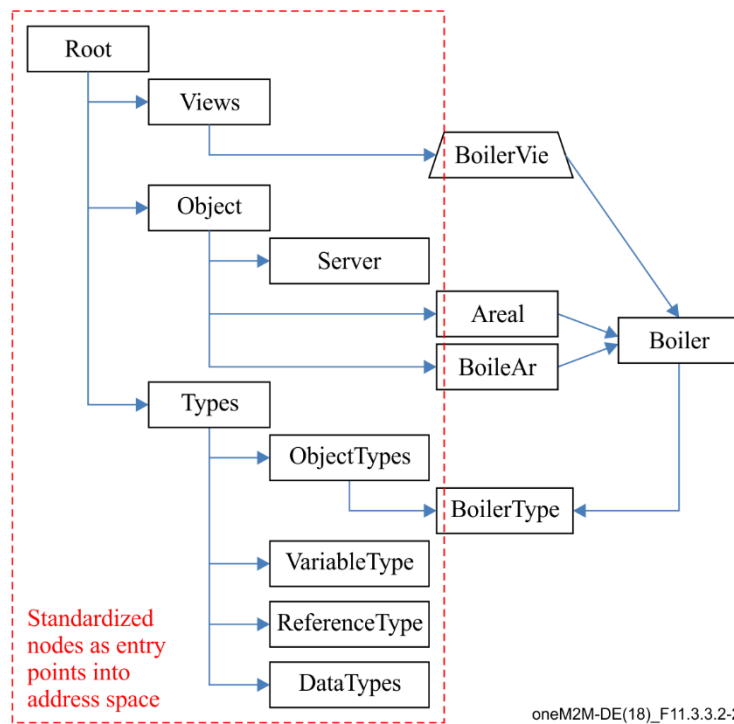 Root
Views
BoilerVie
Object
Server
Areal
Boiler
BoileAr
Types
ObjectTypes
BoilerType
VariableType
ReferenceType
DataTypes
Standardized
nodes as entry
points into
address space
oneM2M-DE(18)_F11.3.3.2-2